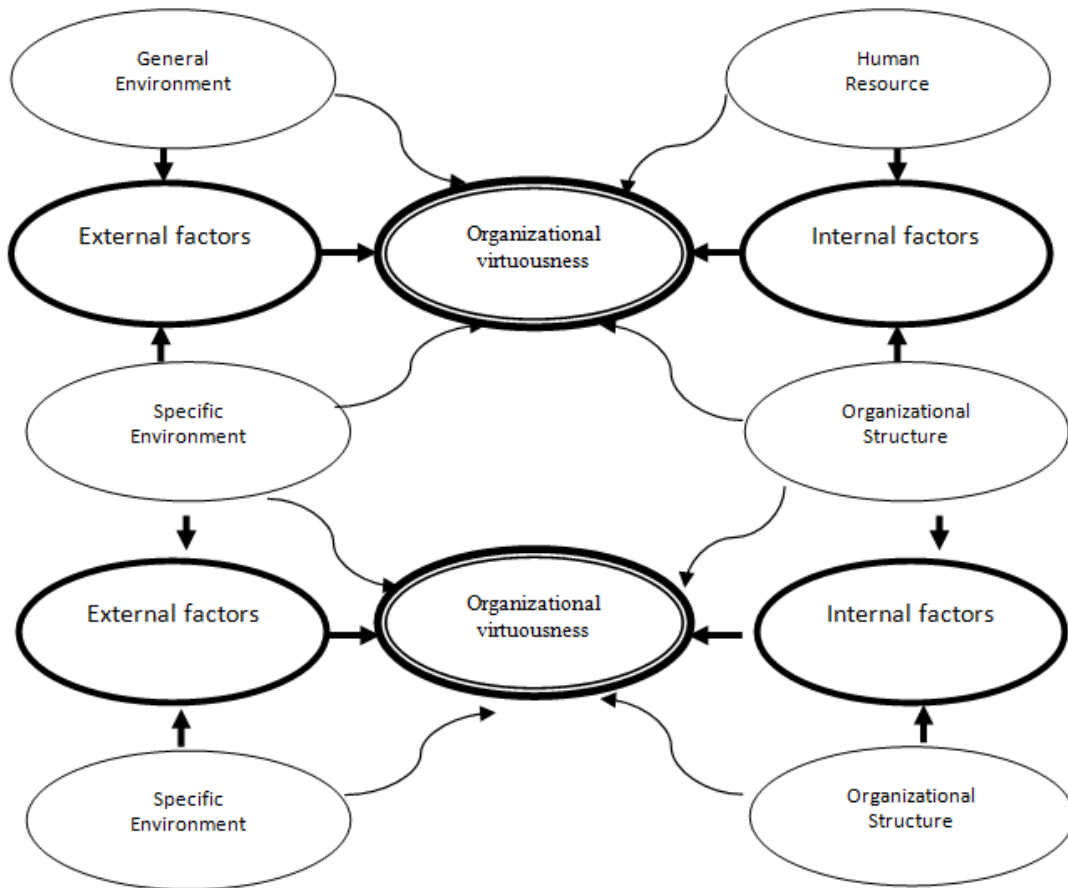 General
Environment
Human
Resource
External factors
Organizational
virtuousness
Internal factors
Specific
Environment
Organizational
Structure
External factors
Organizational
virtuousness
Internal factors
Specific
Environment
Organizational
Structure